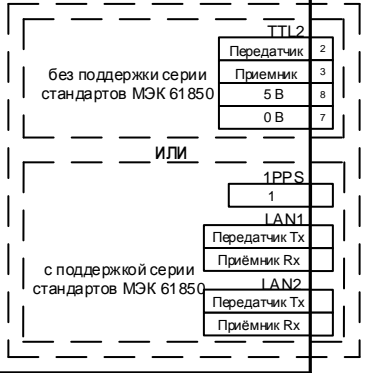 TTL2
Передатчик 2
Приемник 3
5 В 8
0 В 7
без поддержки серии
стандартов МЭК 61850
ИЛИ
1PPS
1
LAN1
Передатчик Tx
Приёмник Rx
с поддержкой серии
стандартов МЭК 61850
LAN2
Передатчик Tx
Приёмник Rx